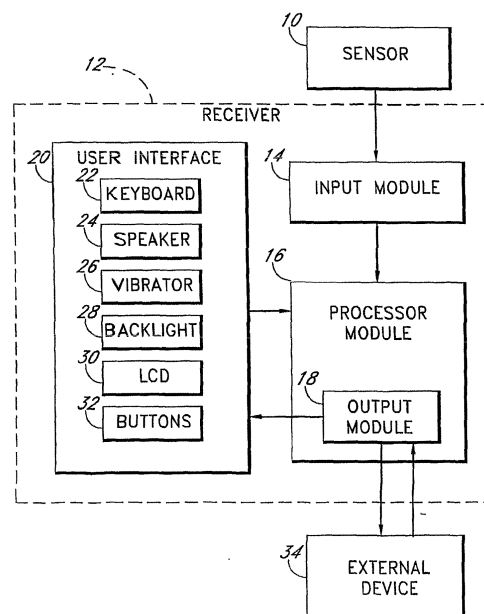 10
SENSOR
12
RECEIVER
20
USER INTERFACE
22
KEYBOARD
24
SPEAKER
26
VIBRATOR
28
BACKLIGHT
30
LCD
32
BUTTONS
14
INPUT MODULE
16
PROCESSOR
MODULE
18
OUTPUT
MODULE
34
EXTERNAL
DEVICE